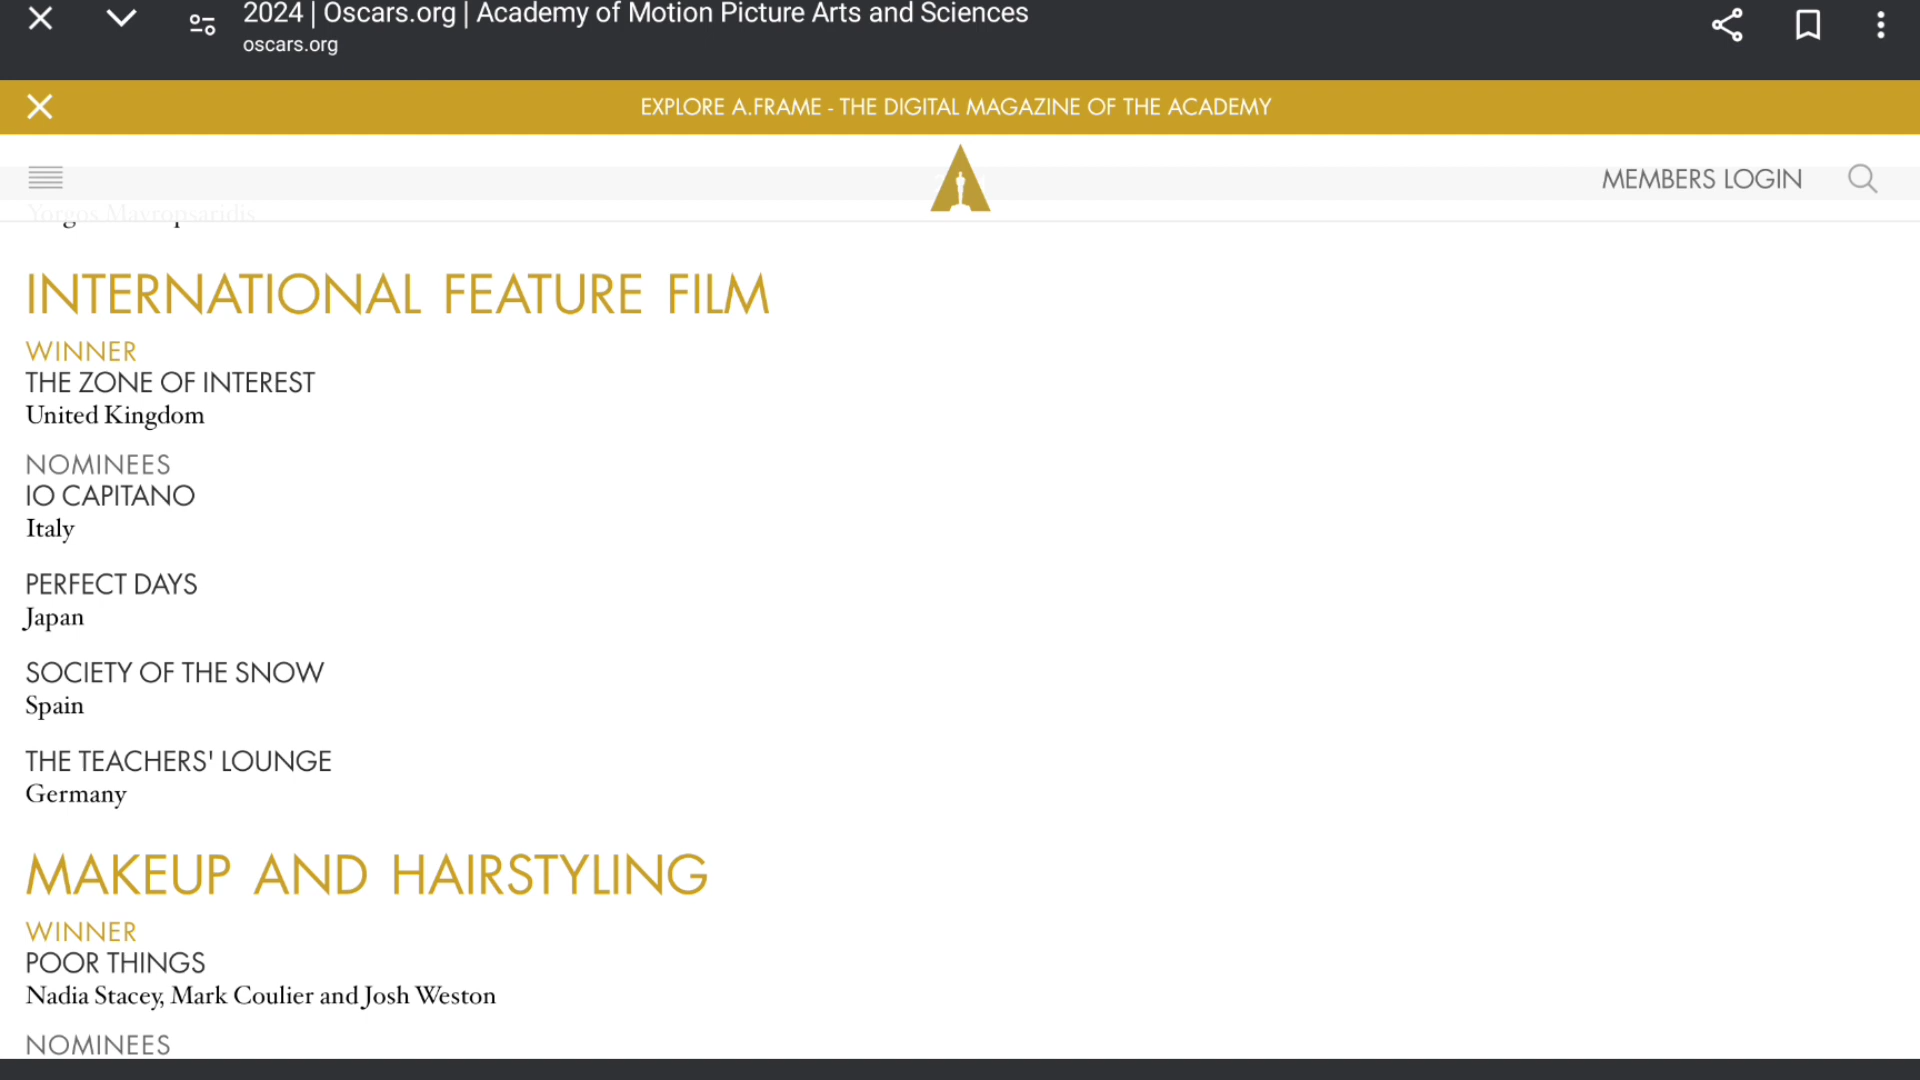 2024 | Oscars.org | Academy of Motion Picture Arts and Sciences
oscars.org
EXPLORE A.FRAME - THE DIGITAL MAGAZINE OF THE ACADEMY
MEMBERS LOGIN
Yorgos Mavropsaridis
INTERNATIONAL FEATURE FILM
WINNER
THE ZONE OF INTEREST
United Kingdom
NOMINEES
IO CAPITANO
Italy
PERFECT DAYS
Japan
SOCIETY OF THE SNOW
Spain
THE TEACHERS' LOUNGE
Germany
MAKEUP AND HAIRSTYLING
WINNER
POOR THINGS
Nadia Stacey, Mark Coulier and Josh Weston
NOMINEES